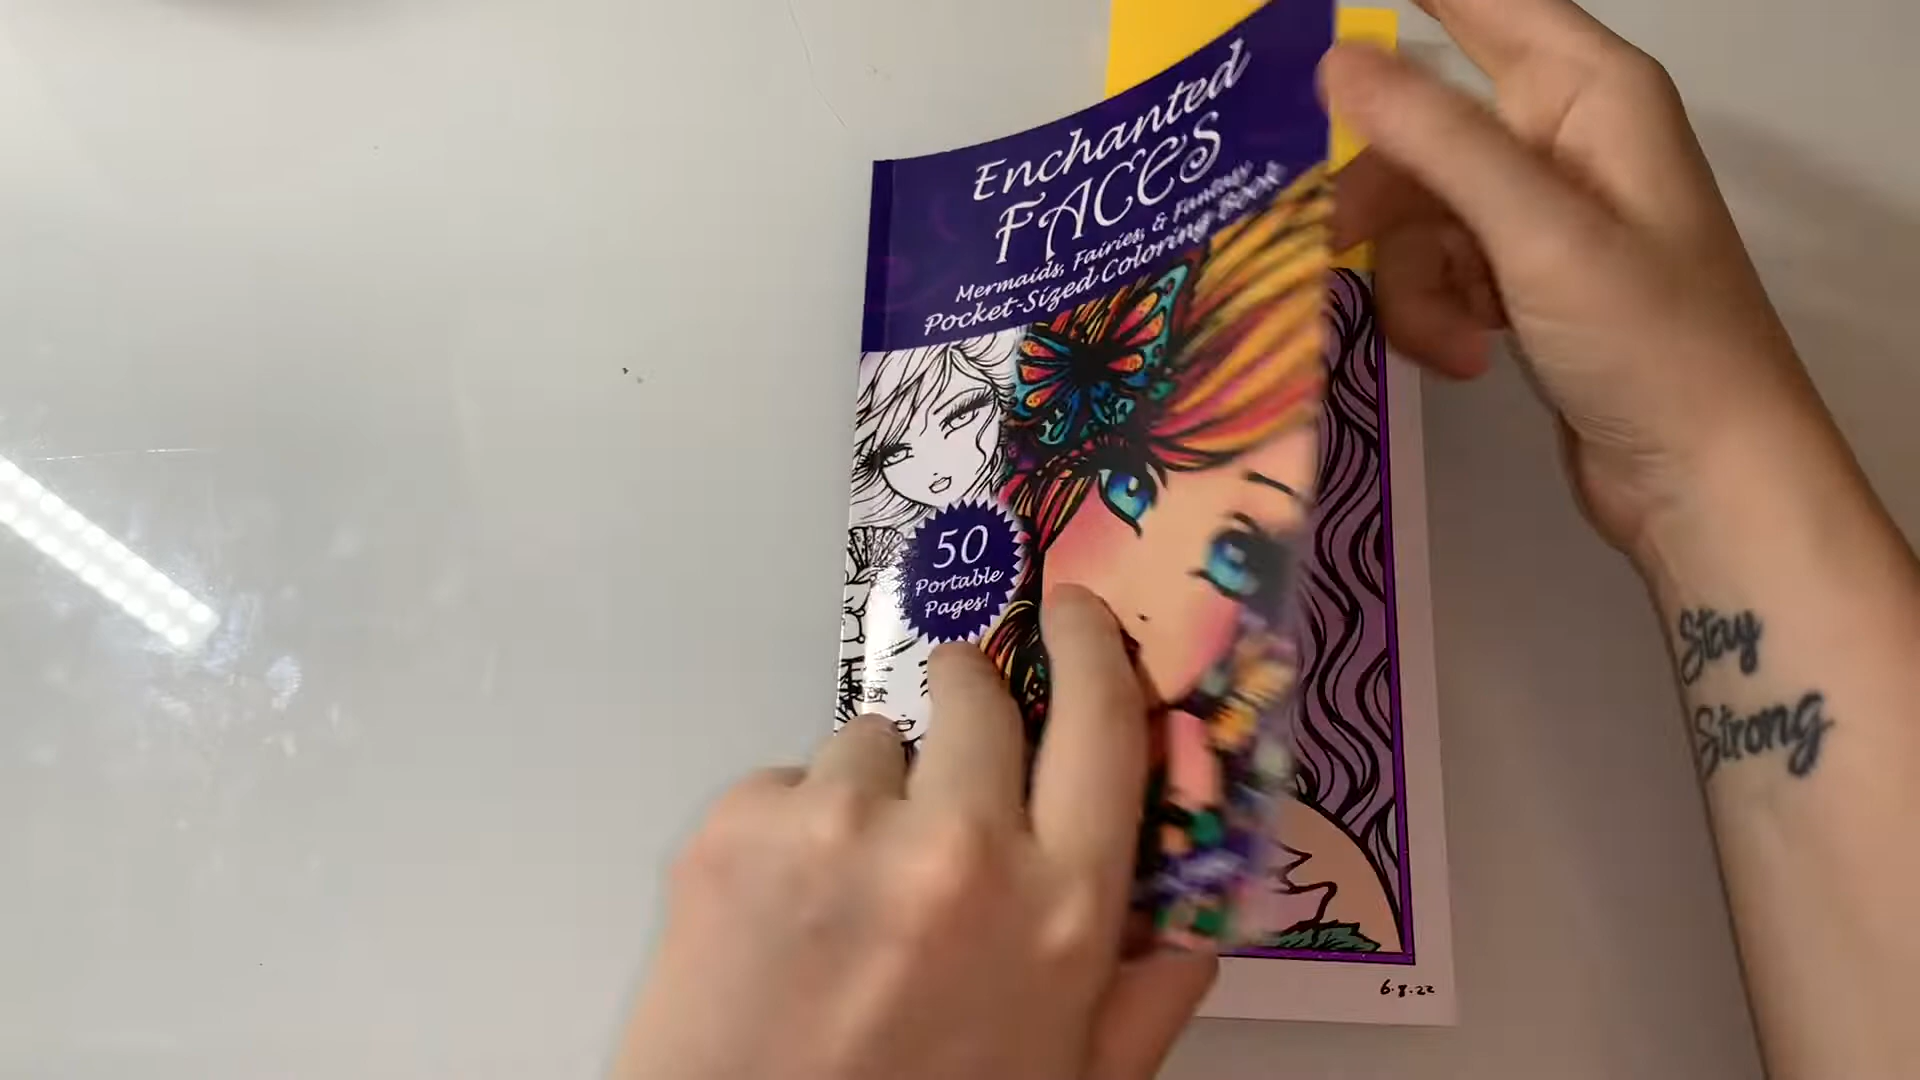 Enchanted
FACES
Mermaids, Fairies, & Fantasy
Pocket-Sized Coloring Book
50
Portable
Pages!
Stay
Strong
6.8.22